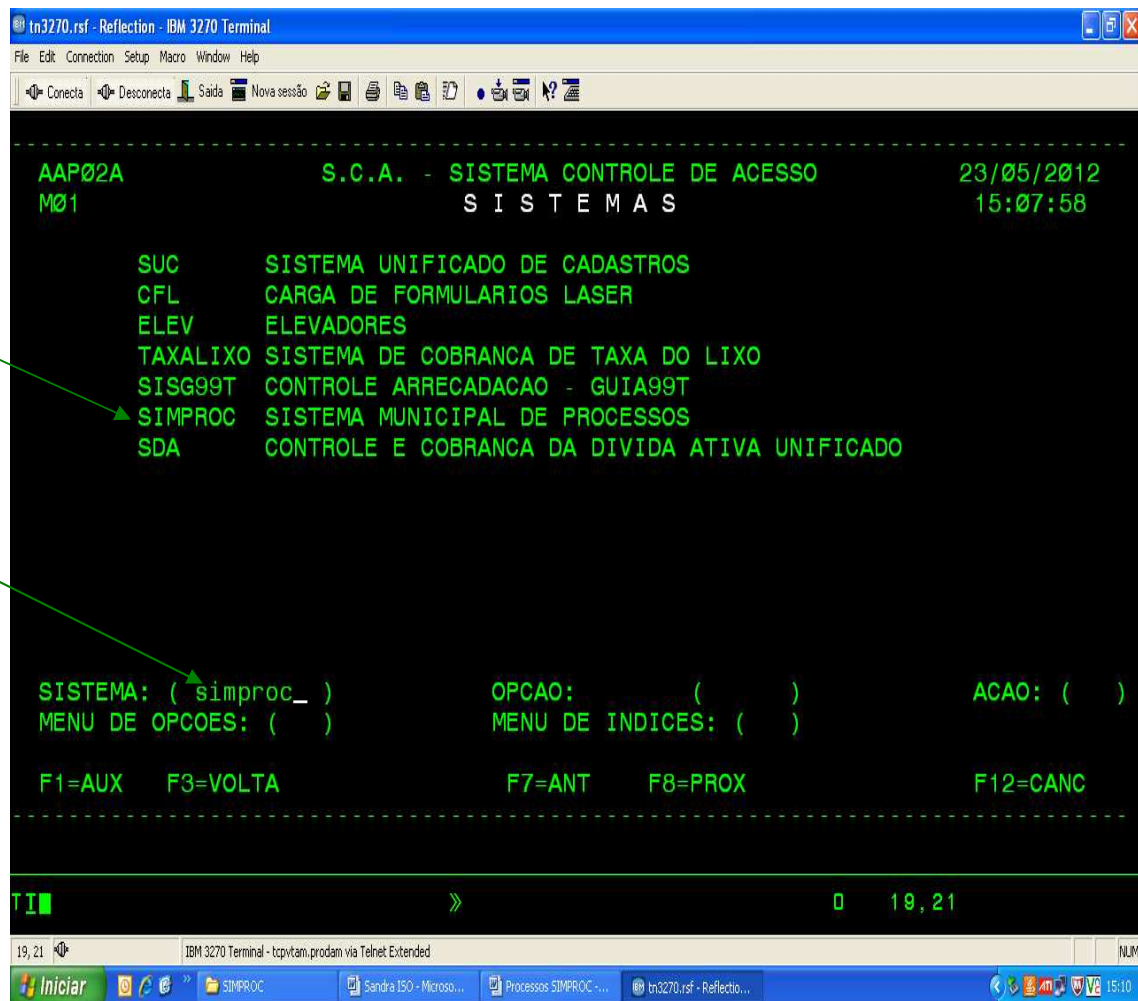 tn3270.rsf - Reflection - IBM 3270 Terminal
File Edit Connection Setup Macro Window Help
Conecta Desconecta Saida Nova sessão
AAPØ2A S.C.A. - SISTEMA CONTROLE DE ACESSO 23/Ø5/2Ø12
MØ1 S I S T E M A S 15:Ø7:58
SUC SISTEMA UNIFICADO DE CADASTROS
CFL CARGA DE FORMULARIOS LASER
ELEV ELEVADORES
TAXALIXO SISTEMA DE COBRANCA DE TAXA DO LIXO
SISG99T CONTROLE ARRECADACAO - GUIA99T
SIMPROC SISTEMA MUNICIPAL DE PROCESSOS
SDA CONTROLE E COBRANCA DA DIVIDA ATIVA UNIFICADO
SISTEMA: ( simproc_ ) OPCAO: ( ) ACAO: ( )
MENU DE OPCOES: ( ) MENU DE INDICES: ( )
F1=AUX F3=VOLTA F7=ANT F8=PROX F12=CANC
TI » 19,21
19, 21 IBM 3270 Terminal - tcpvtam.prodam via Telnet Extended NUM
Iniciar » SIMPROC Sandra ISO - Microso... Processos SIMPROC -... tn3270.rsf - Reflectio... 15:10